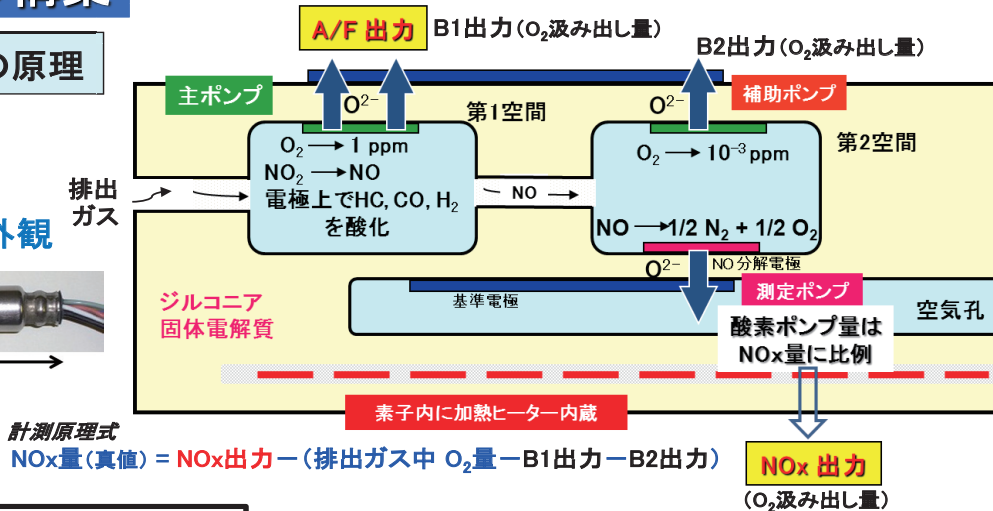 構築
の原理
A/F 出力
B1出力(O₂汲み出し量)
B2出力(O₂汲み出し量)
主ポンプ
O²⁻
第1空間
O²⁻
補助ポンプ
第2空間
O₂→1 ppm
NO₂→NO
電極上でHC, CO, H₂
を酸化
O₂→10⁻³ppm
排出
ガス
NO
NO→1/2 N₂ + 1/2 O₂
外観
O²⁻
NO分解電極
ジルコニア
固体電解質
基準電極
測定ポンプ
空気孔
酸素ポンプ量は
NOx量に比例
素子内に加熱ヒーター内蔵
計測原理式
NOx量(真値) = NOx出力-(排出ガス中 O₂量-B1出力-B2出力)
NOx 出力
(O₂汲み出し量)